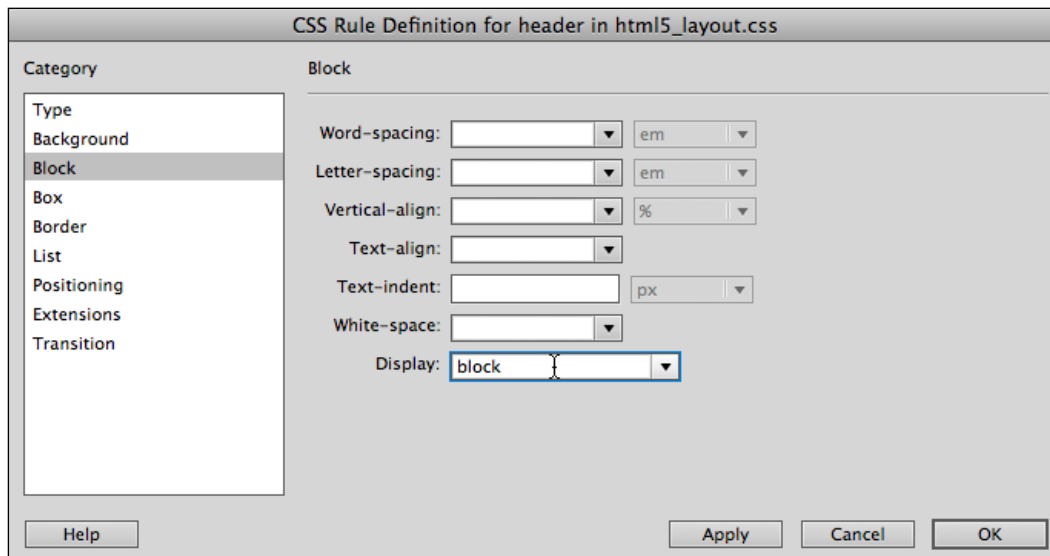 CSS Rule Definition for header in html5_layout.css
Category
Block
Type
Background
Block
Box
Border
List
Positioning
Extensions
Transition
Word-spacing: em
Letter-spacing: em
Vertical-align: %
Text-align:
Text-indent: px
White-space:
Display: block
Help Apply Cancel OK